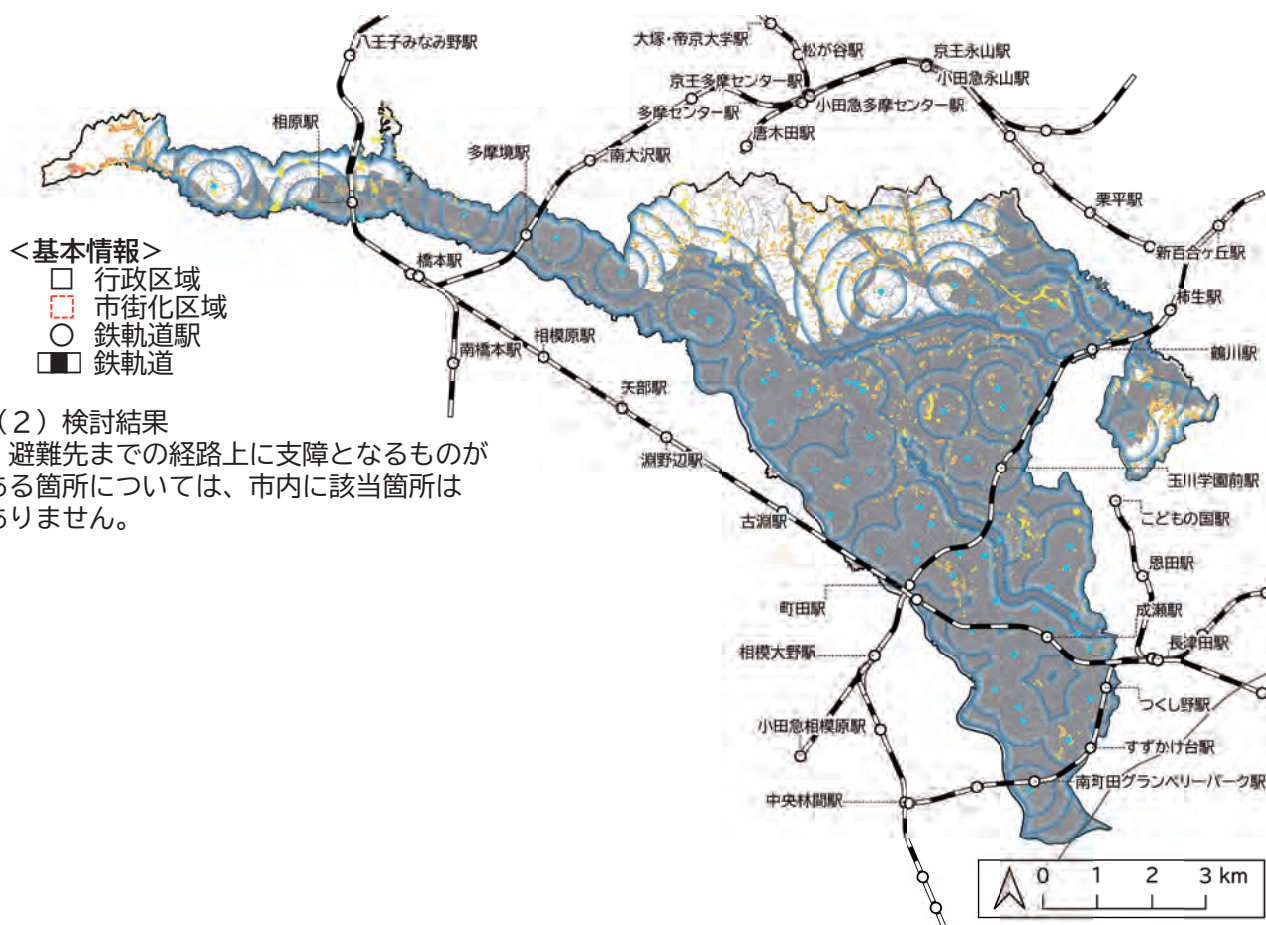 八王子みなみ野駅
大塚・帝京大学駅
松が谷駅
京王永山駅
京王多摩センター駅
小田急永山駅
多摩センター駅
小田急多摩センター駅
唐木田駅
相原駅
多摩境駅
南大沢駅
栗平駅
新百合ヶ丘駅
柿生駅
鶴川駅
橋本駅
南橋本駅
相模原駅
矢部駅
淵野辺駅
玉川学園前駅
古淵駅
こどもの国駅
恩田駅
町田駅
成瀬駅
長津田駅
相模大野駅
つくし野駅
小田急相模原駅
すずかけ台駅
南町田グランベリーパーク駅
中央林間駅
<基本情報>
行政区域
市街化区域
鉄軌道駅
鉄軌道
(2)検討結果
避難先までの経路上に支障となるものが
ある箇所については、市内に該当箇所は
ありません。
0 1 2 3 km